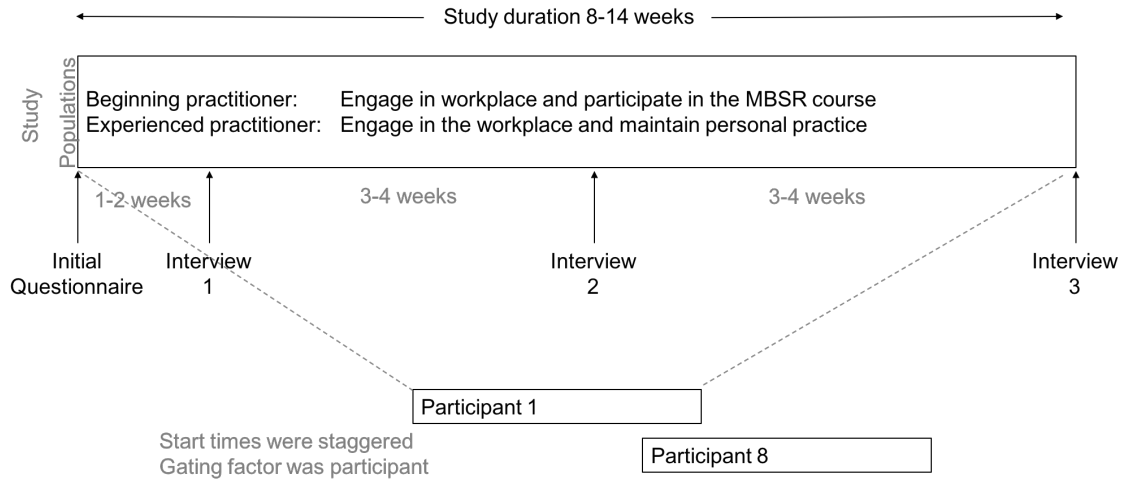 Study duration 8-14 weeks
Study
Populations
Beginning practitioner: Engage in workplace and participate in the MBSR course
Experienced practitioner: Engage in the workplace and maintain personal practice
1-2 weeks
3-4 weeks
3-4 weeks
Initial
Questionnaire
Interview
1
Interview
2
Interview
3
Participant 1
Start times were staggered
Gating factor was participant
Participant 8